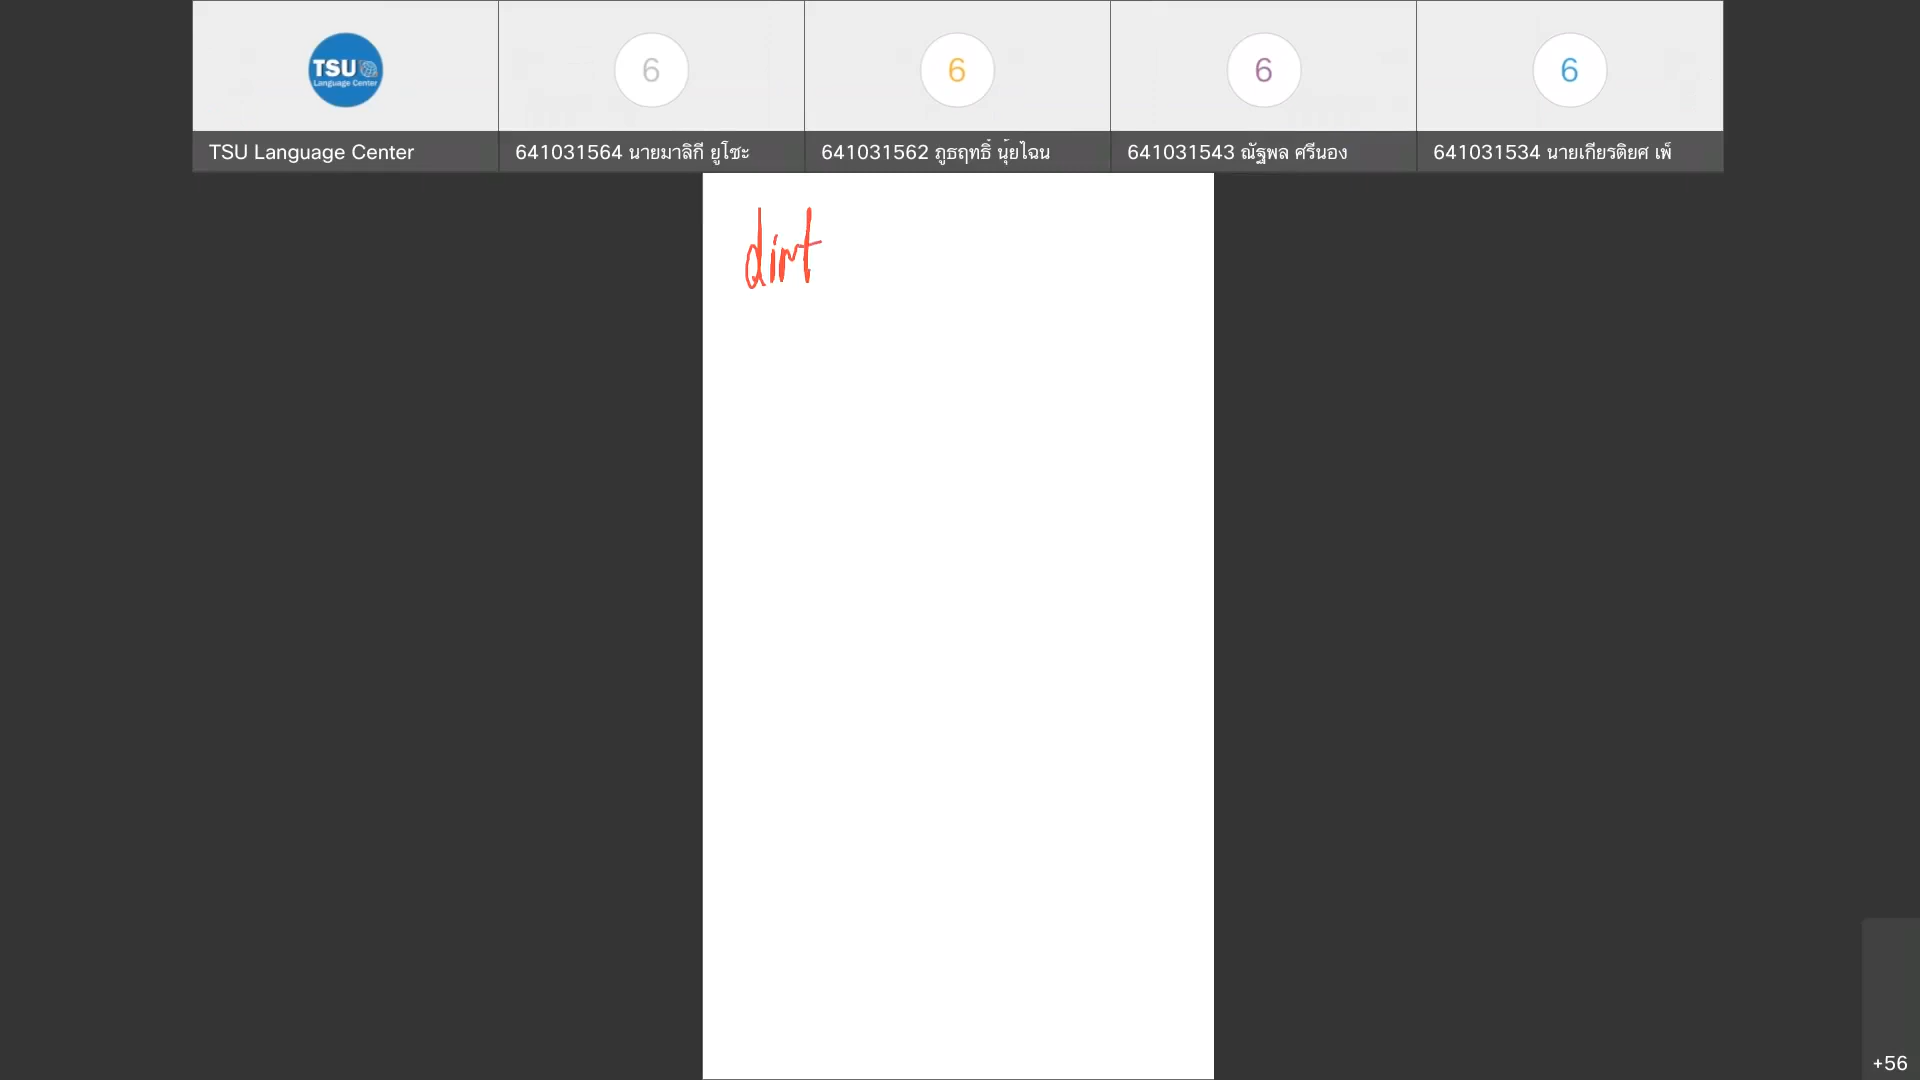 TSU
Language Center
6
6
6
6
TSU Language Center
641031564 นายมาลิกี ยูโซะ
641031562 ภูธฤทธิ์ นุ้ยไฉน
641031543 ณัฐพล ศรีนอง
641031534 นายเกียรติยศ เพ็
dirt
+56